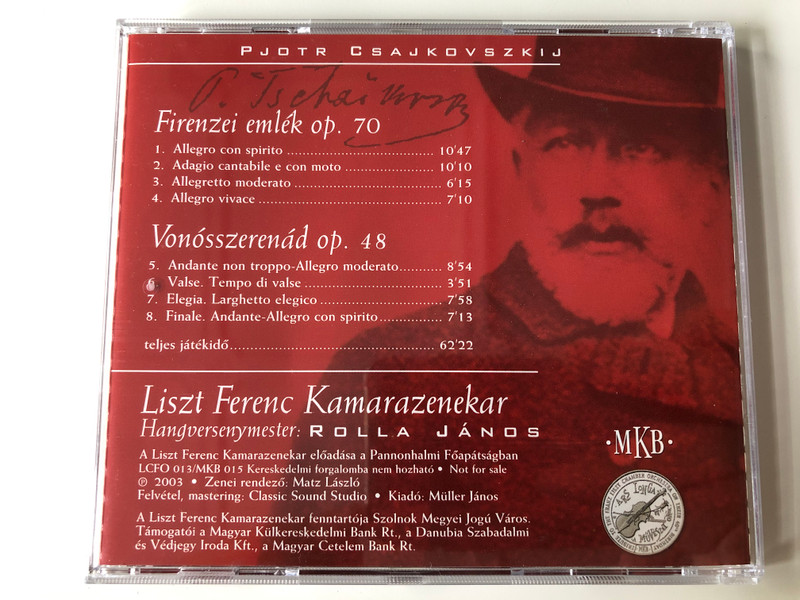 PJOTR CSAJKOVSZKIJ
P. Tschaikovsky
Firenzei emlék op. 70
1. Allegro con spirito ........................................ 10'47
2. Adagio cantabile e con moto ....................... 10'10
3. Allegretto moderato ...................................... 6'15
4. Allegro vivace ............................................... 7'10
Vonósszerenád op. 48
5. Andante non troppo-Allegro moderato........... 8'54
6. Valse. Tempo di valse .................................. 3'51
7. Elegia. Larghetto elegico .............................. 7'58
8. Finale. Andante-Allegro con spirito............... 7'13
teljes játékidő.................................................. 62'22
Liszt Ferenc Kamarazenekar
Hangversenymester: ROLLA JÁNOS
·MKB·
A Liszt Ferenc Kamarazenekar előadása a Pannonhalmi Főapátságban
LCFO 013/MKB 015 Kereskedelmi forgalomba nem hozható • Not for sale
℗ 2003 • Zenei rendező: Matz László
Felvétel, mastering: Classic Sound Studio • Kiadó: Müller János
A Liszt Ferenc Kamarazenekar fenntartója Szolnok Megyei Jogú Város.
Támogatói a Magyar Külkereskedelmi Bank Rt., a Danubia Szabadalmi
és Védjegy Iroda Kft., a Magyar Cetelem Bank Rt.